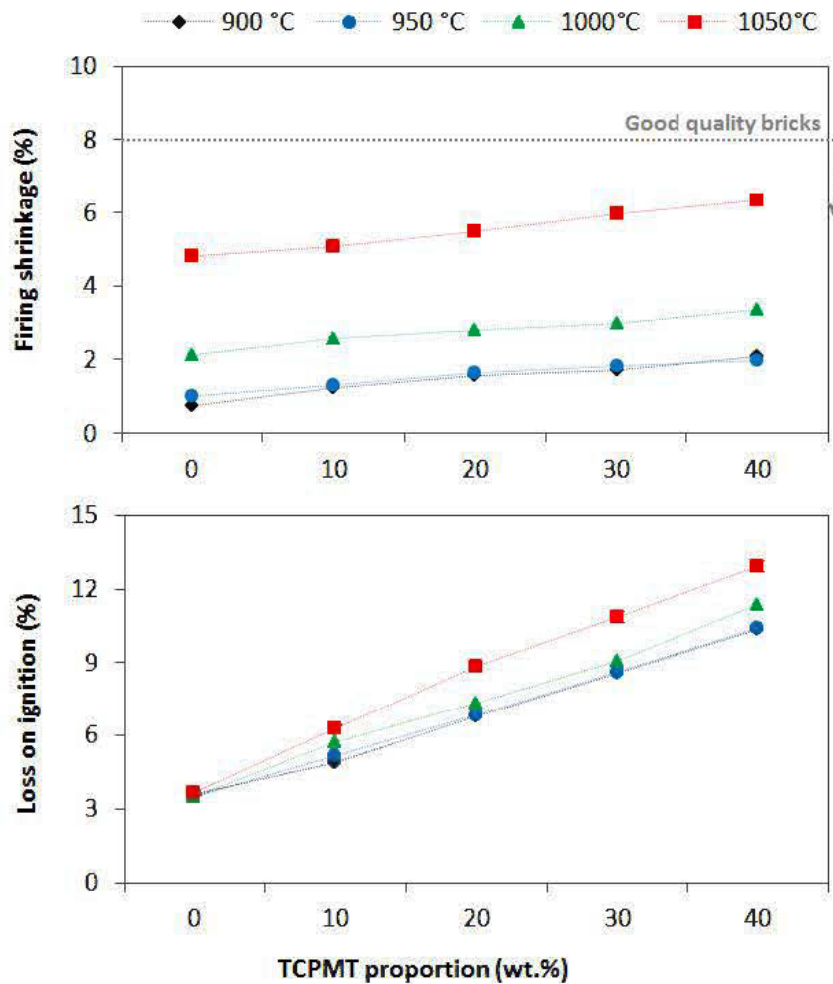 900 °C 950 °C 1000°C 1050°C
Firing shrinkage (%)
10
8
6
4
2
0
Good quality bricks
0 10 20 30 40
Loss on ignition (%)
15
12
9
6
3
0
0 10 20 30 40
TCPMT proportion (wt.%)